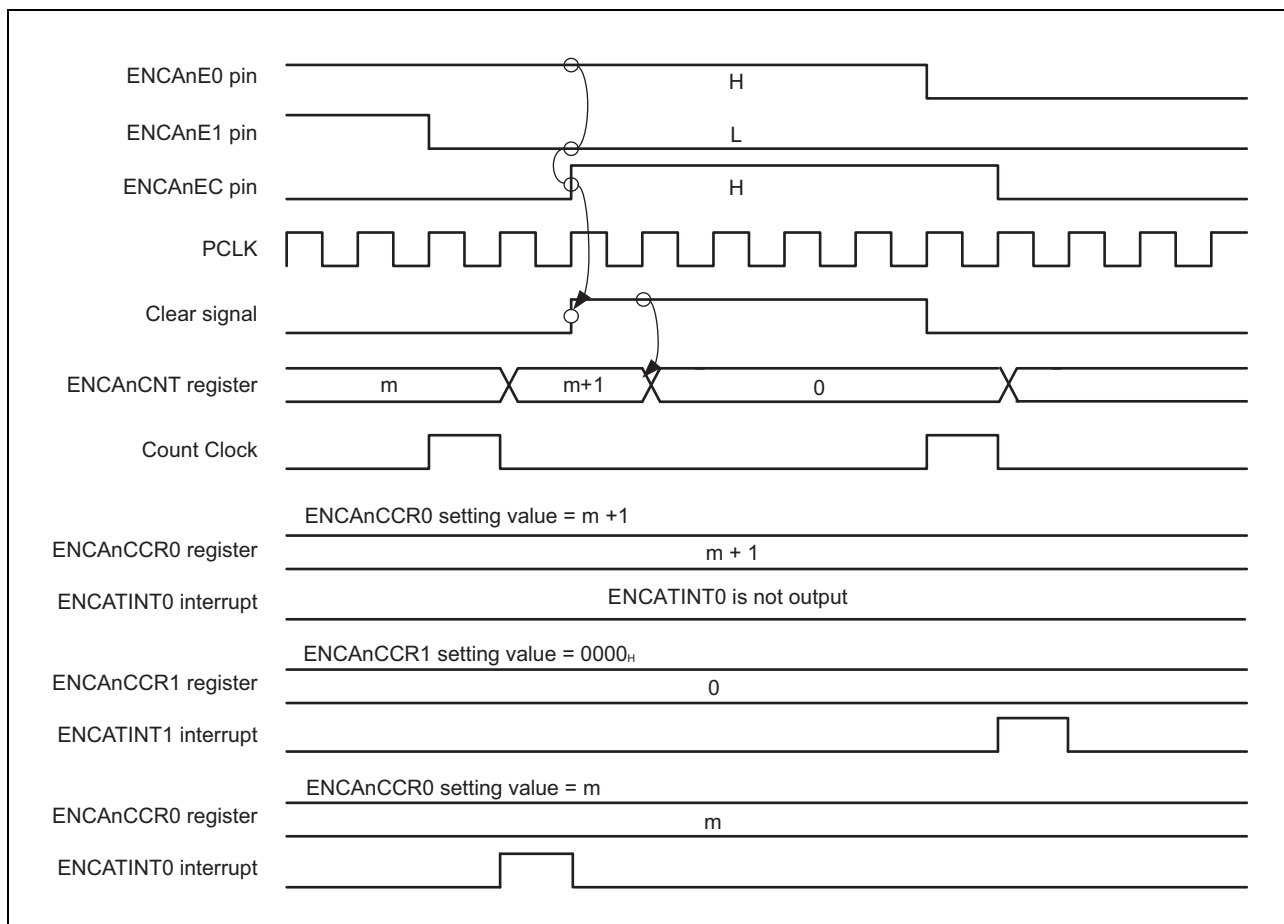 ENCAnE0 pin
H
ENCAnE1 pin
L
ENCAnEC pin
H
PCLK
Clear signal
ENCAnCNT register
m
m+1
0
Count Clock
ENCAnCCR0 setting value = m +1
ENCAnCCR0 register
m + 1
ENCATINT0 interrupt
ENCATINT0 is not output
ENCAnCCR1 setting value = 0000H
ENCAnCCR1 register
0
ENCATINT1 interrupt
ENCAnCCR0 setting value = m
ENCAnCCR0 register
m
ENCATINT0 interrupt